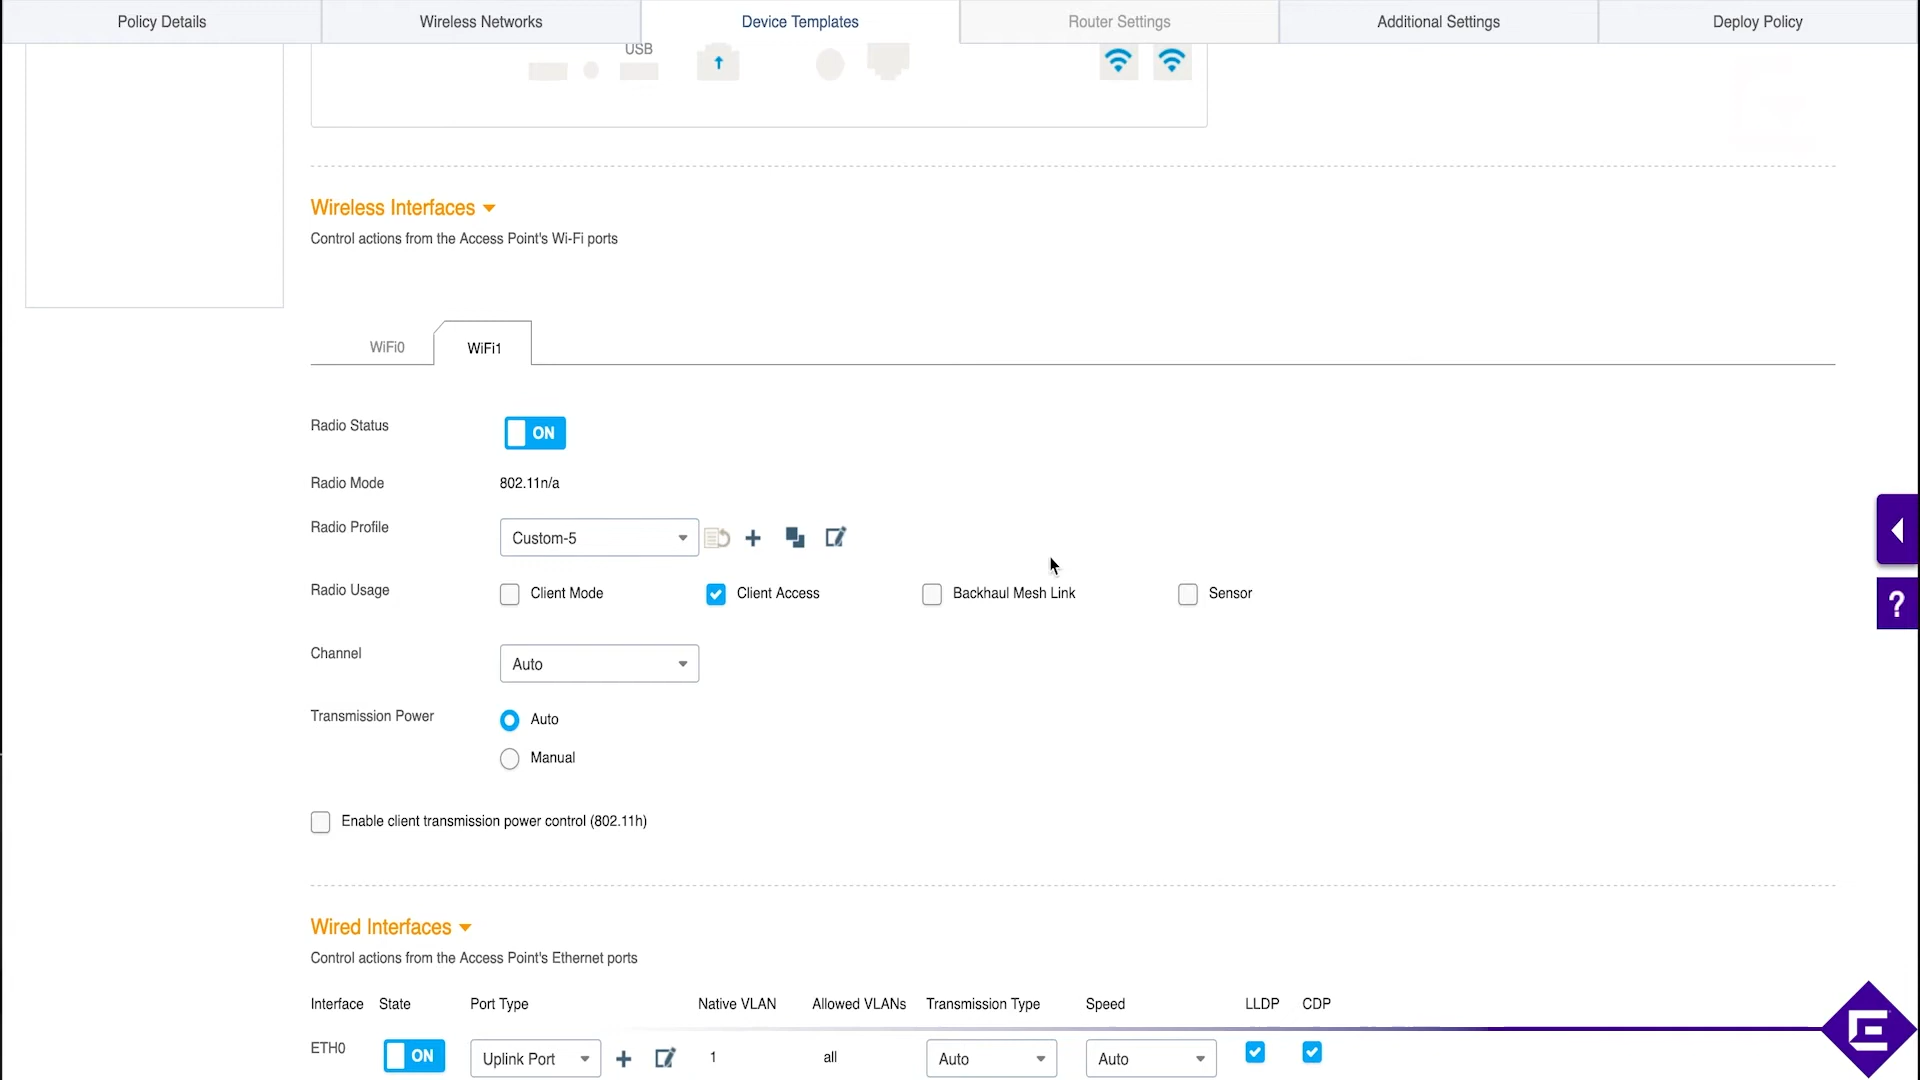 Policy Details Wireless Networks Device Templates Router Settings Additional Settings Deploy Policy
USB
Wireless Interfaces
Control actions from the Access Point's Wi-Fi ports
WiFi0 WiFi1
Radio Status ON
Radio Mode 802.11n/a
Radio Profile Custom-5
Radio Usage Client Mode Client Access Backhaul Mesh Link Sensor
Channel Auto
Transmission Power Auto
Manual
Enable client transmission power control (802.11h)
Wired Interfaces
Control actions from the Access Point's Ethernet ports
Interface State Port Type Native VLAN Allowed VLANs Transmission Type Speed LLDP CDP
ETH0 ON Uplink Port 1 all Auto Auto
?
E